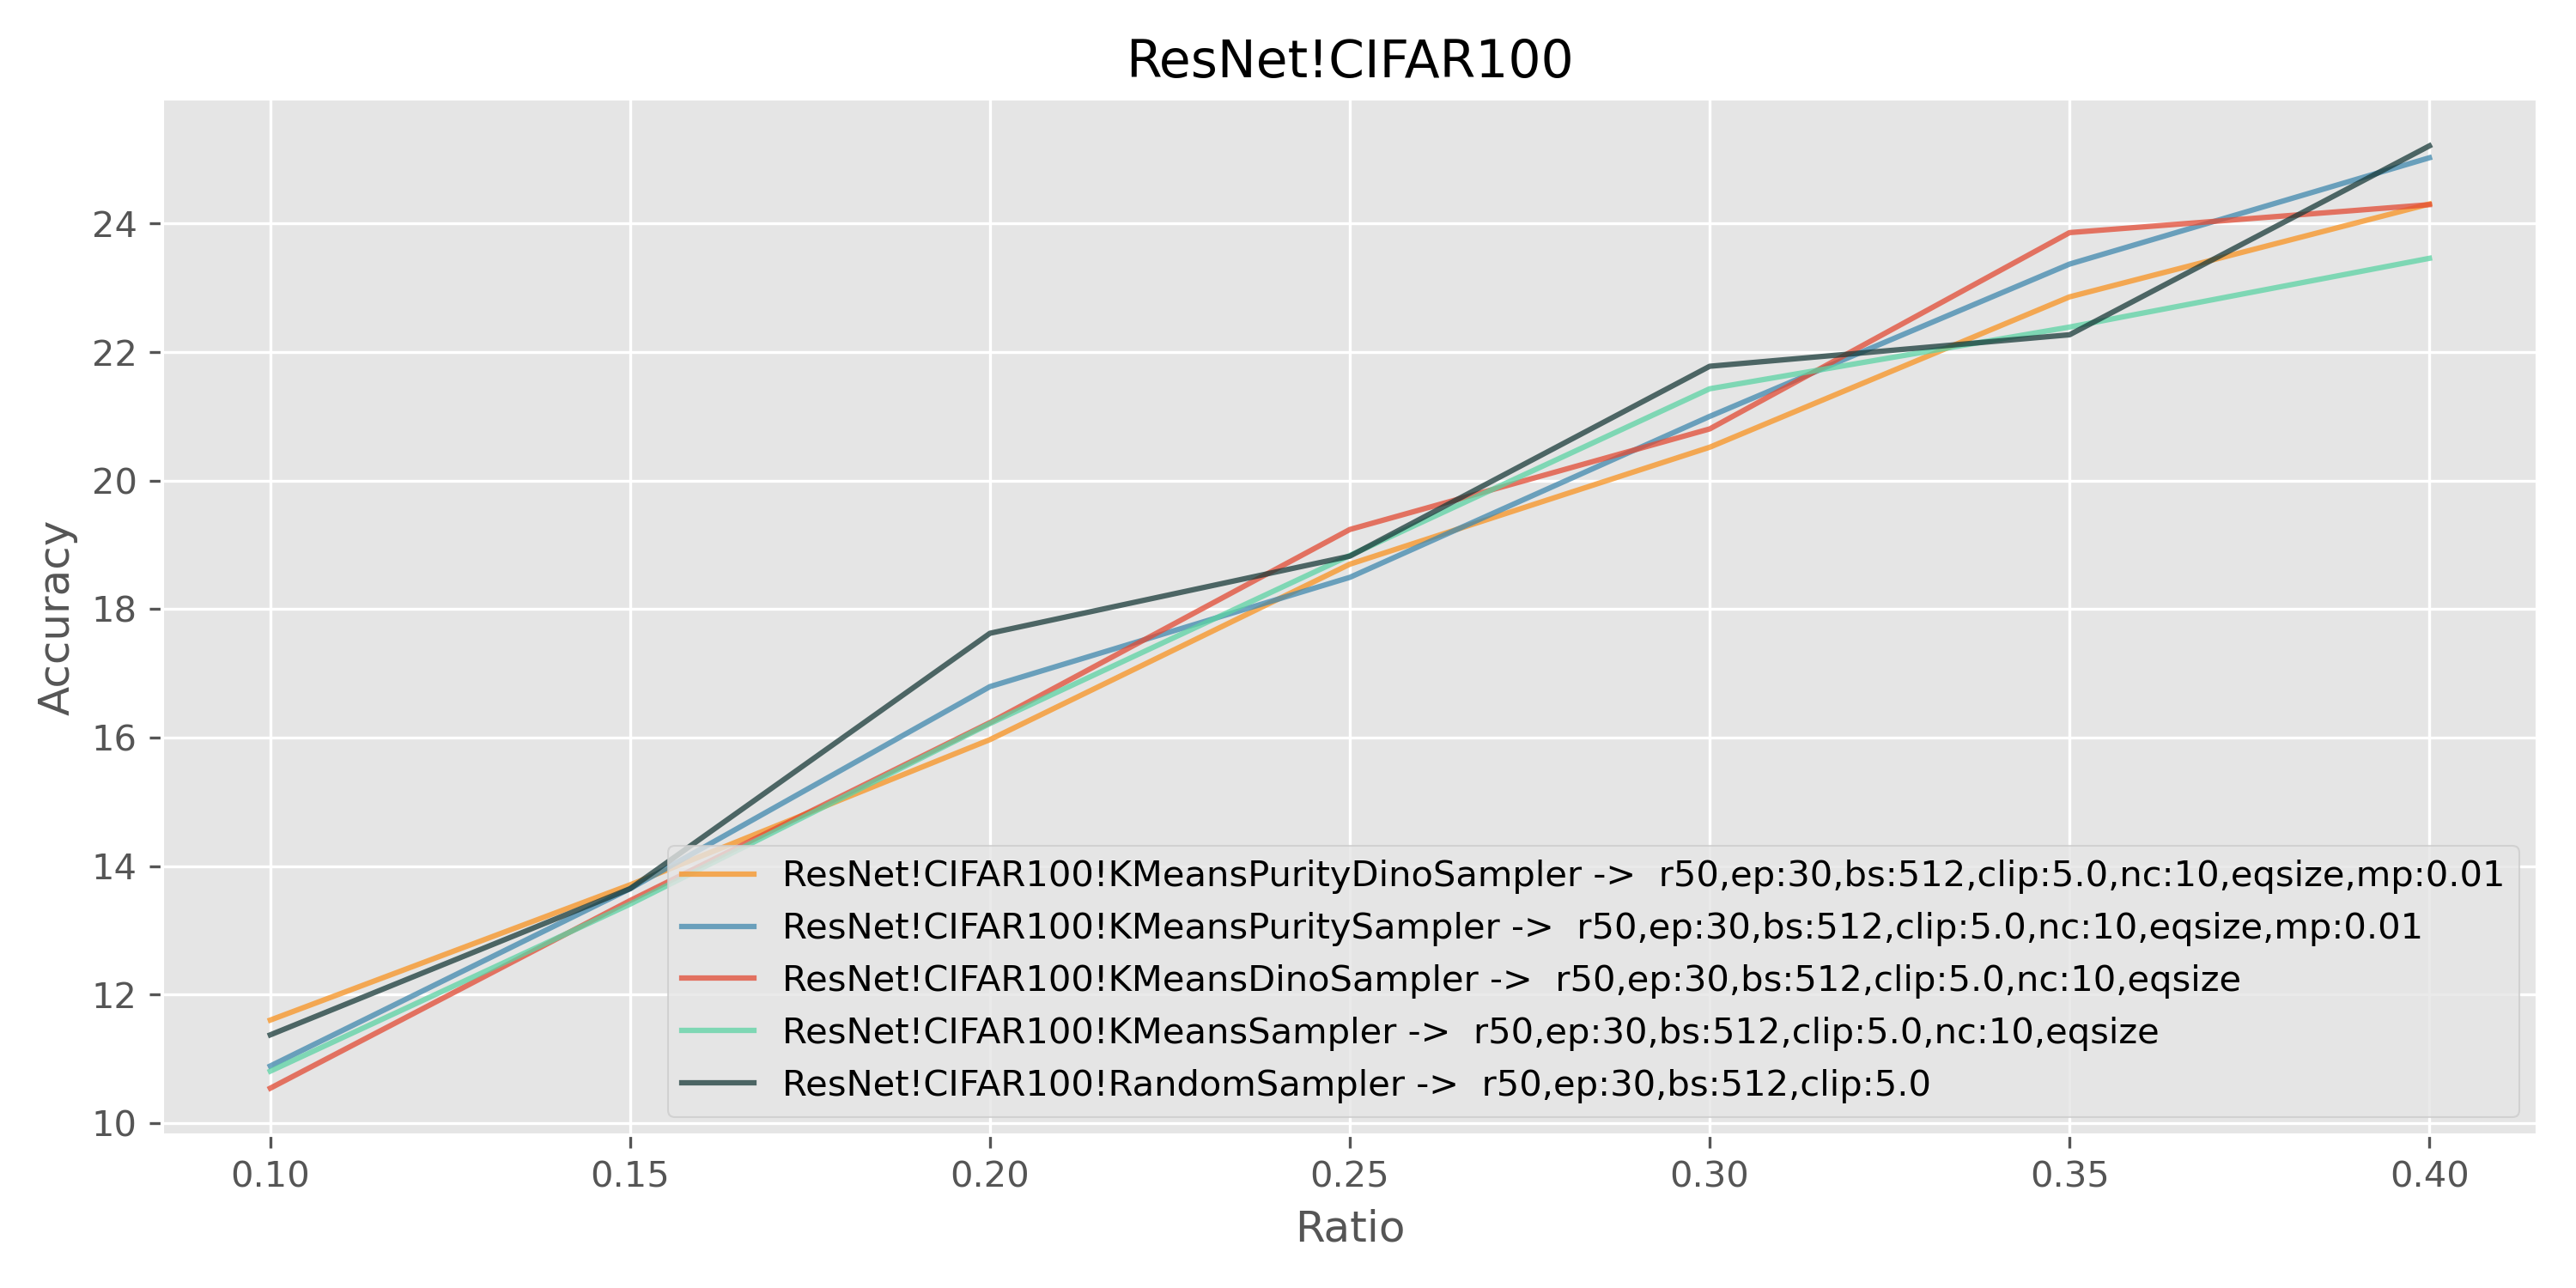 ResNet!CIFAR100
Accuracy
24
22
20
18
16
14
12
10
ResNet!CIFAR100!KMeansPurityDinoSampler -> r50,ep:30,bs:512,clip:5.0,nc:10,eqsize,mp:0.01
ResNet!CIFAR100!KMeansPuritySampler -> r50,ep:30,bs:512,clip:5.0,nc:10,eqsize,mp:0.01
ResNet!CIFAR100!KMeansDinoSampler -> r50,ep:30,bs:512,clip:5.0,nc:10,eqsize
ResNet!CIFAR100!KMeansSampler -> r50,ep:30,bs:512,clip:5.0,nc:10,eqsize
ResNet!CIFAR100!RandomSampler -> r50,ep:30,bs:512,clip:5.0
0.10 0.15 0.20 0.25 0.30 0.35 0.40
Ratio